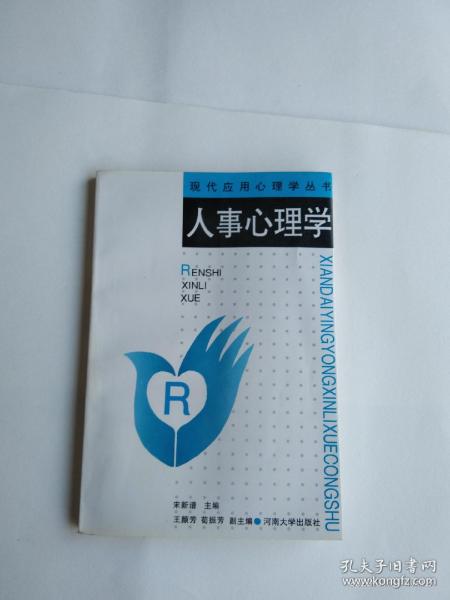 现代应用心理学丛书
人事心理学
RENSHI
XINLI
XUE
XIANDAIYINGYONGXINLIXUECONGSHU
R
宋新谱 主编
王颜芳 荀振芳 副主编●河南大学出版社
孔夫子旧书网
www.kongfz.com